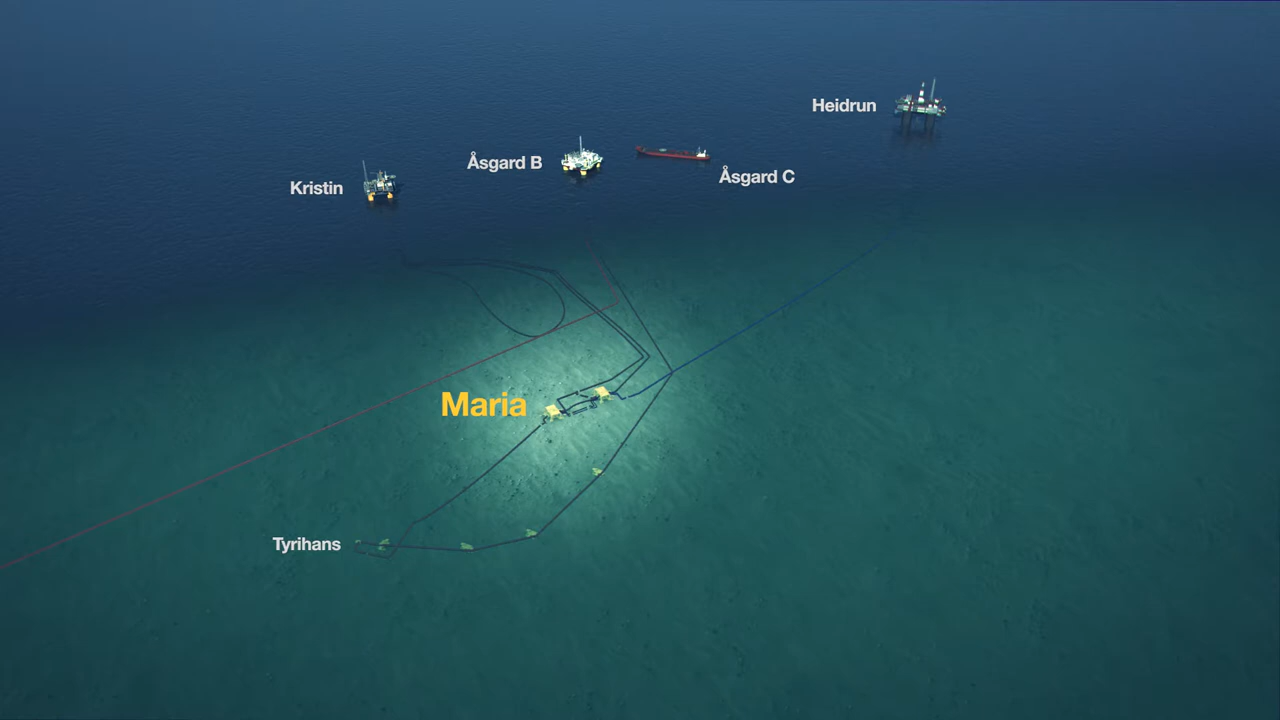 Heidrun
Åsgard B
Åsgard C
Kristin
Maria
Tyrihans